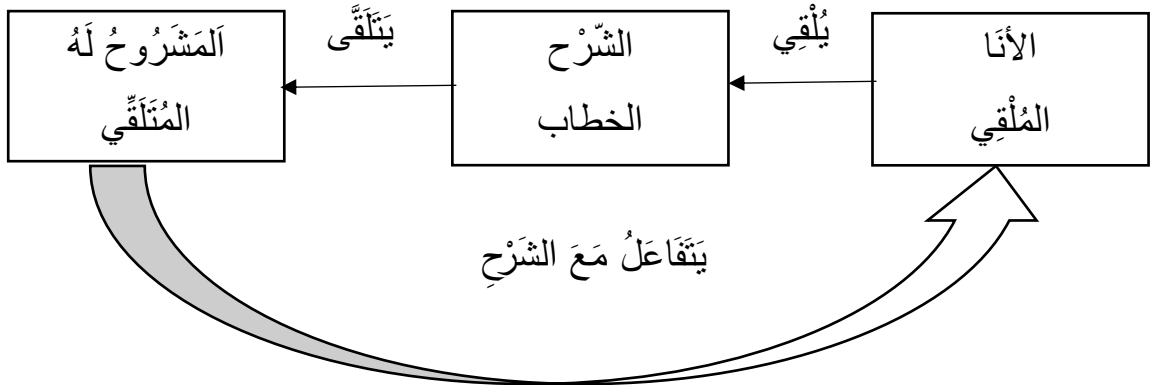 الأنَا
المُلْقِي
يُلْقِي
الشّرْح
الخطاب
يَتَلَقَّى
اَلمَشَرُوحُ لَهُ
المُتَلَقِّي
يَتَفَاعَلُ مَعَ الشَرْحِ